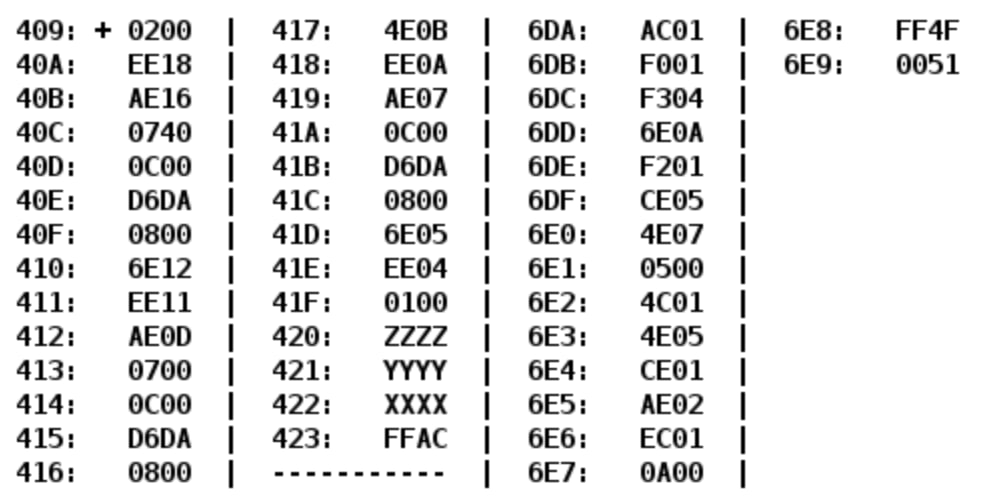 409: + 0200 | 417: 4E0B | 6DA: AC01 | 6E8: FF4F
40A: EE18 | 418: EE0A | 6DB: F001 | 6E9: 0051
40B: AE16 | 419: AE07 | 6DC: F304 |
40C: 0740 | 41A: 0C00 | 6DD: 6E0A |
40D: 0C00 | 41B: D6DA | 6DE: F201 |
40E: D6DA | 41C: 0800 | 6DF: CE05 |
40F: 0800 | 41D: 6E05 | 6E0: 4E07 |
410: 6E12 | 41E: EE04 | 6E1: 0500 |
411: EE11 | 41F: 0100 | 6E2: 4C01 |
412: AE0D | 420: ZZZZ | 6E3: 4E05 |
413: 0700 | 421: YYYY | 6E4: CE01 |
414: 0C00 | 422: XXXX | 6E5: AE02 |
415: D6DA | 423: FFAC | 6E6: EC01 |
416: 0800 | ----------- | 6E7: 0A00 |